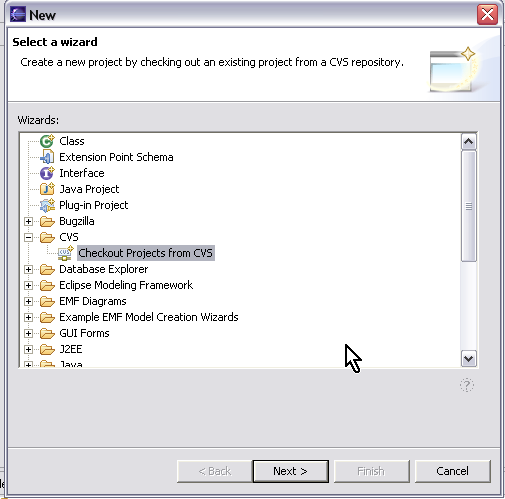 New
Select a wizard
Create a new project by checking out an existing project from a CVS repository.
Wizards:
Class
Extension Point Schema
Interface
Java Project
Plug-in Project
Bugzilla
CVS
Checkout Projects from CVS
Database Explorer
Eclipse Modeling Framework
EMF Diagrams
Example EMF Model Creation Wizards
GUI Forms
J2EE
Java
?
< Back Next > Finish Cancel